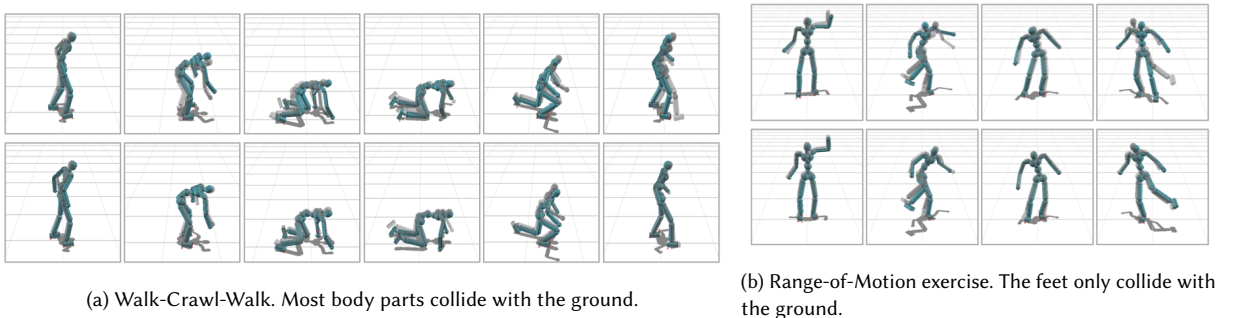 (a) Walk-Crawl-Walk. Most body parts collide with the ground.
(b) Range-of-Motion exercise. The feet only collide with
the ground.